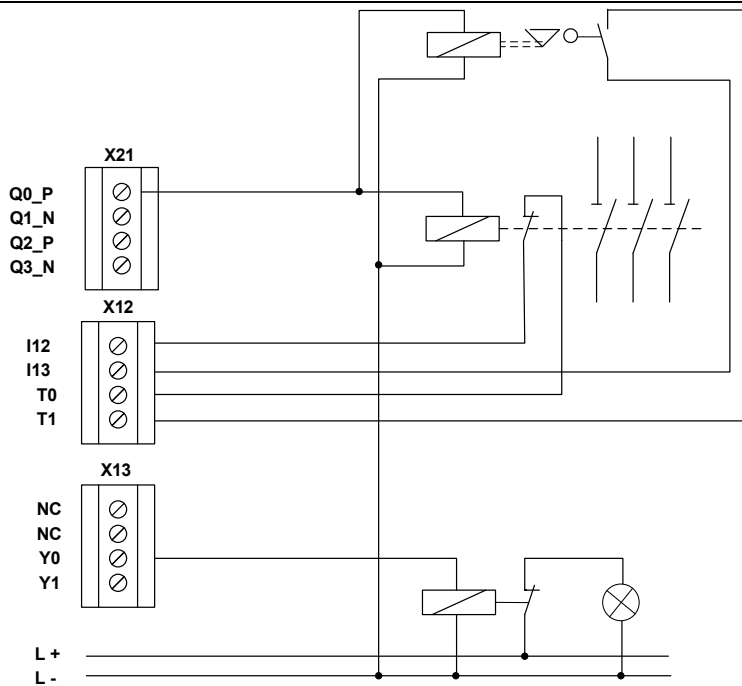 X21
Q0_P
Q1_N
Q2_P
Q3_N
X12
I12
I13
T0
T1
X13
NC
NC
Y0
Y1
L +
L -